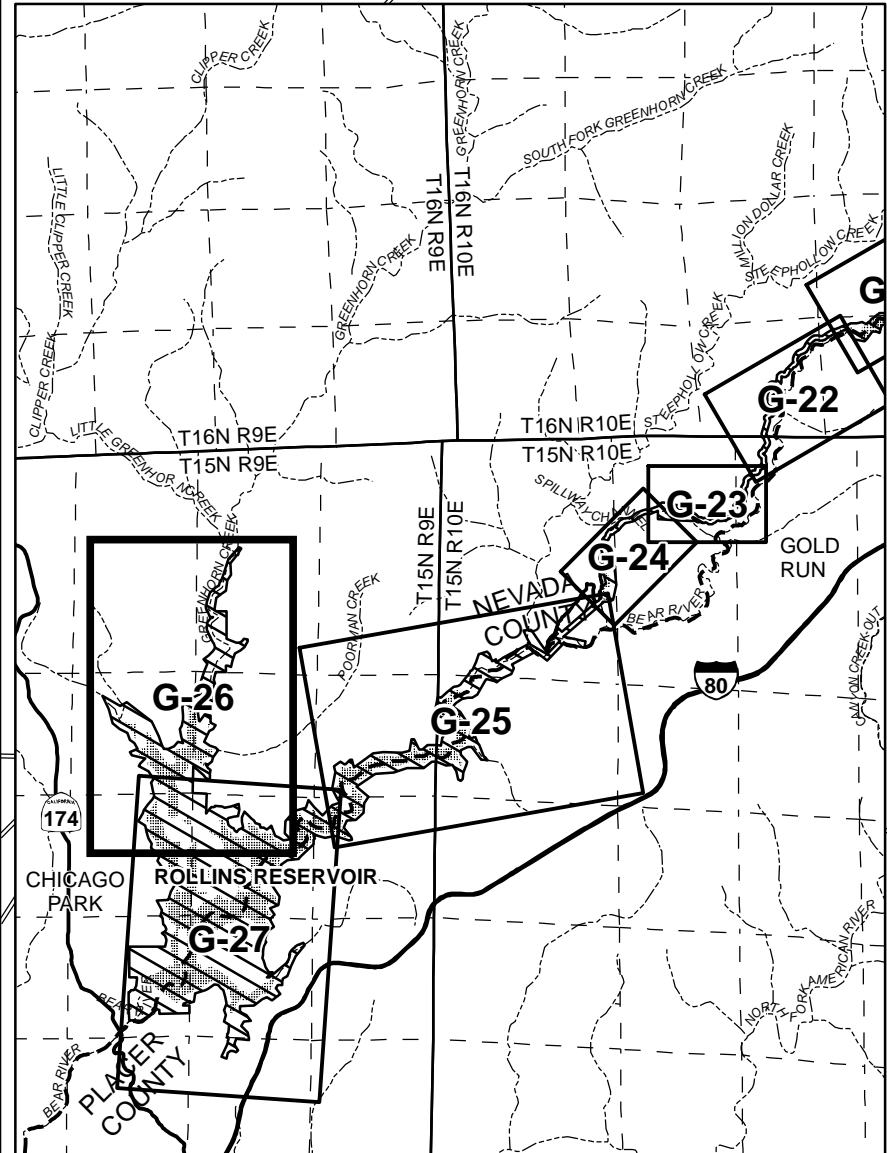 CLIPPER CREEK
GREENHORN CREEK
SOUTH FORK GREENHORN CREEK
MILLION DOLLAR CREEK
LITTLE CLIPPER CREEK
T16N R9E
T16N R10E
STEEPHOLLOW CREEK
GREENHORN CREEK
G
STEEPHOLLOW CREEK
CLIPPER CREEK
G-22
LITTLE GREENHORN CREEK
T16N R9E
T15N R9E
T16N R10E
T15N R10E
G-23
SPILLWAY
GREENHORN CREEK
T15N R9E
T15N R10E
G-24
GOLD
RUN
POORMAN CREEK
NEVADA
COUNTY
BEAR RIVER
80
G-26
G-25
CALIFORNIA
174
CHICAGO
PARK
ROLLINS RESERVOIR
G-27
NORTH FORK AMERICAN RIVER
BEAR RIVER
BEAR RIVER
PLACER
COUNTY